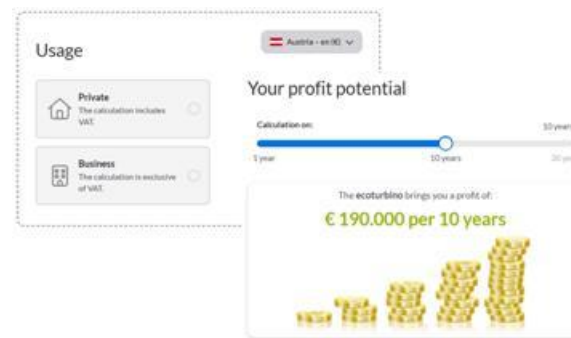 Usage
Austria - en (€)
Private
The calculation includes
VAT.
Business
The calculation is exclusive
of VAT.
Your profit potential
Calculation on:
10 years
1 year
10 years
The ecoturbino brings you a profit of:
€ 190.000 per 10 years